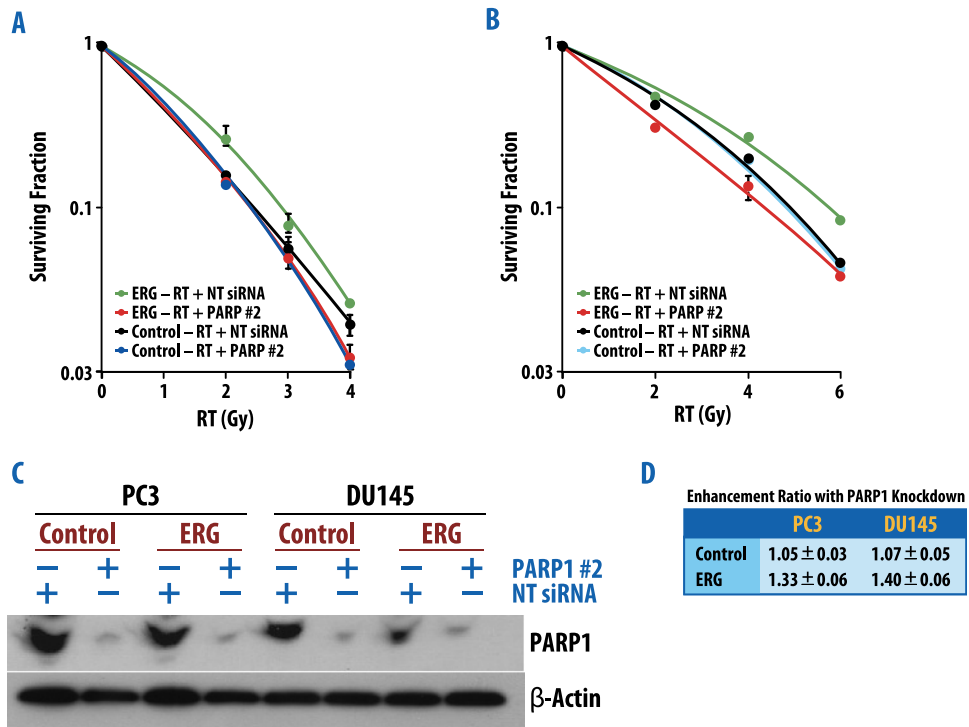 A
Surviving Fraction
1
0.1
0.03
ERG – RT + NT siRNA
ERG – RT + PARP #2
Control – RT + NT siRNA
Control – RT + PARP #2
0 1 2 3 4
RT (Gy)
B
Surviving Fraction
1
0.1
0.03
ERG – RT + NT siRNA
ERG – RT + PARP #2
Control – RT + NT siRNA
Control – RT + PARP #2
0 2 4 6
RT (Gy)
C
PC3 DU145
Control ERG Control ERG
– + – + – + – + PARP1 #2
+ – + – + – + – NT siRNA
PARP1
β-Actin
D
Enhancement Ratio with PARP1 Knockdown
PC3 DU145
Control 1.05 ± 0.03 1.07 ± 0.05
ERG 1.33 ± 0.06 1.40 ± 0.06